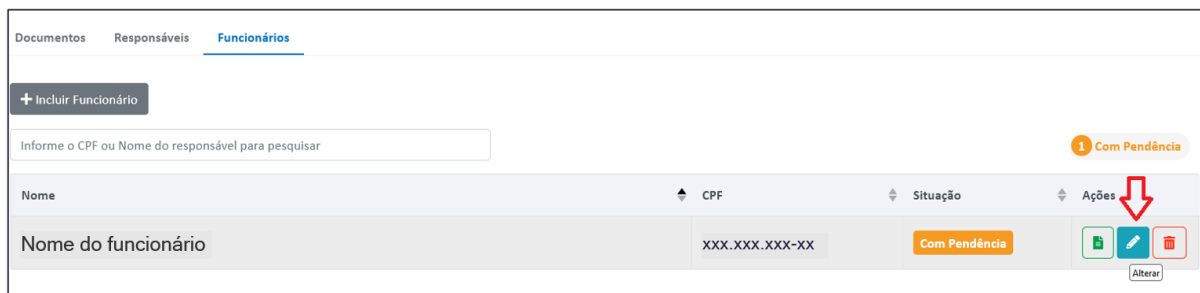 Documentos Responsáveis Funcionários
+ Incluir Funcionário
Informe o CPF ou Nome do responsável para pesquisar
1 Com Pendência
Nome CPF Situação Ações
Nome do funcionário XXX.XXX.XXX-XX Com Pendência
Alterar